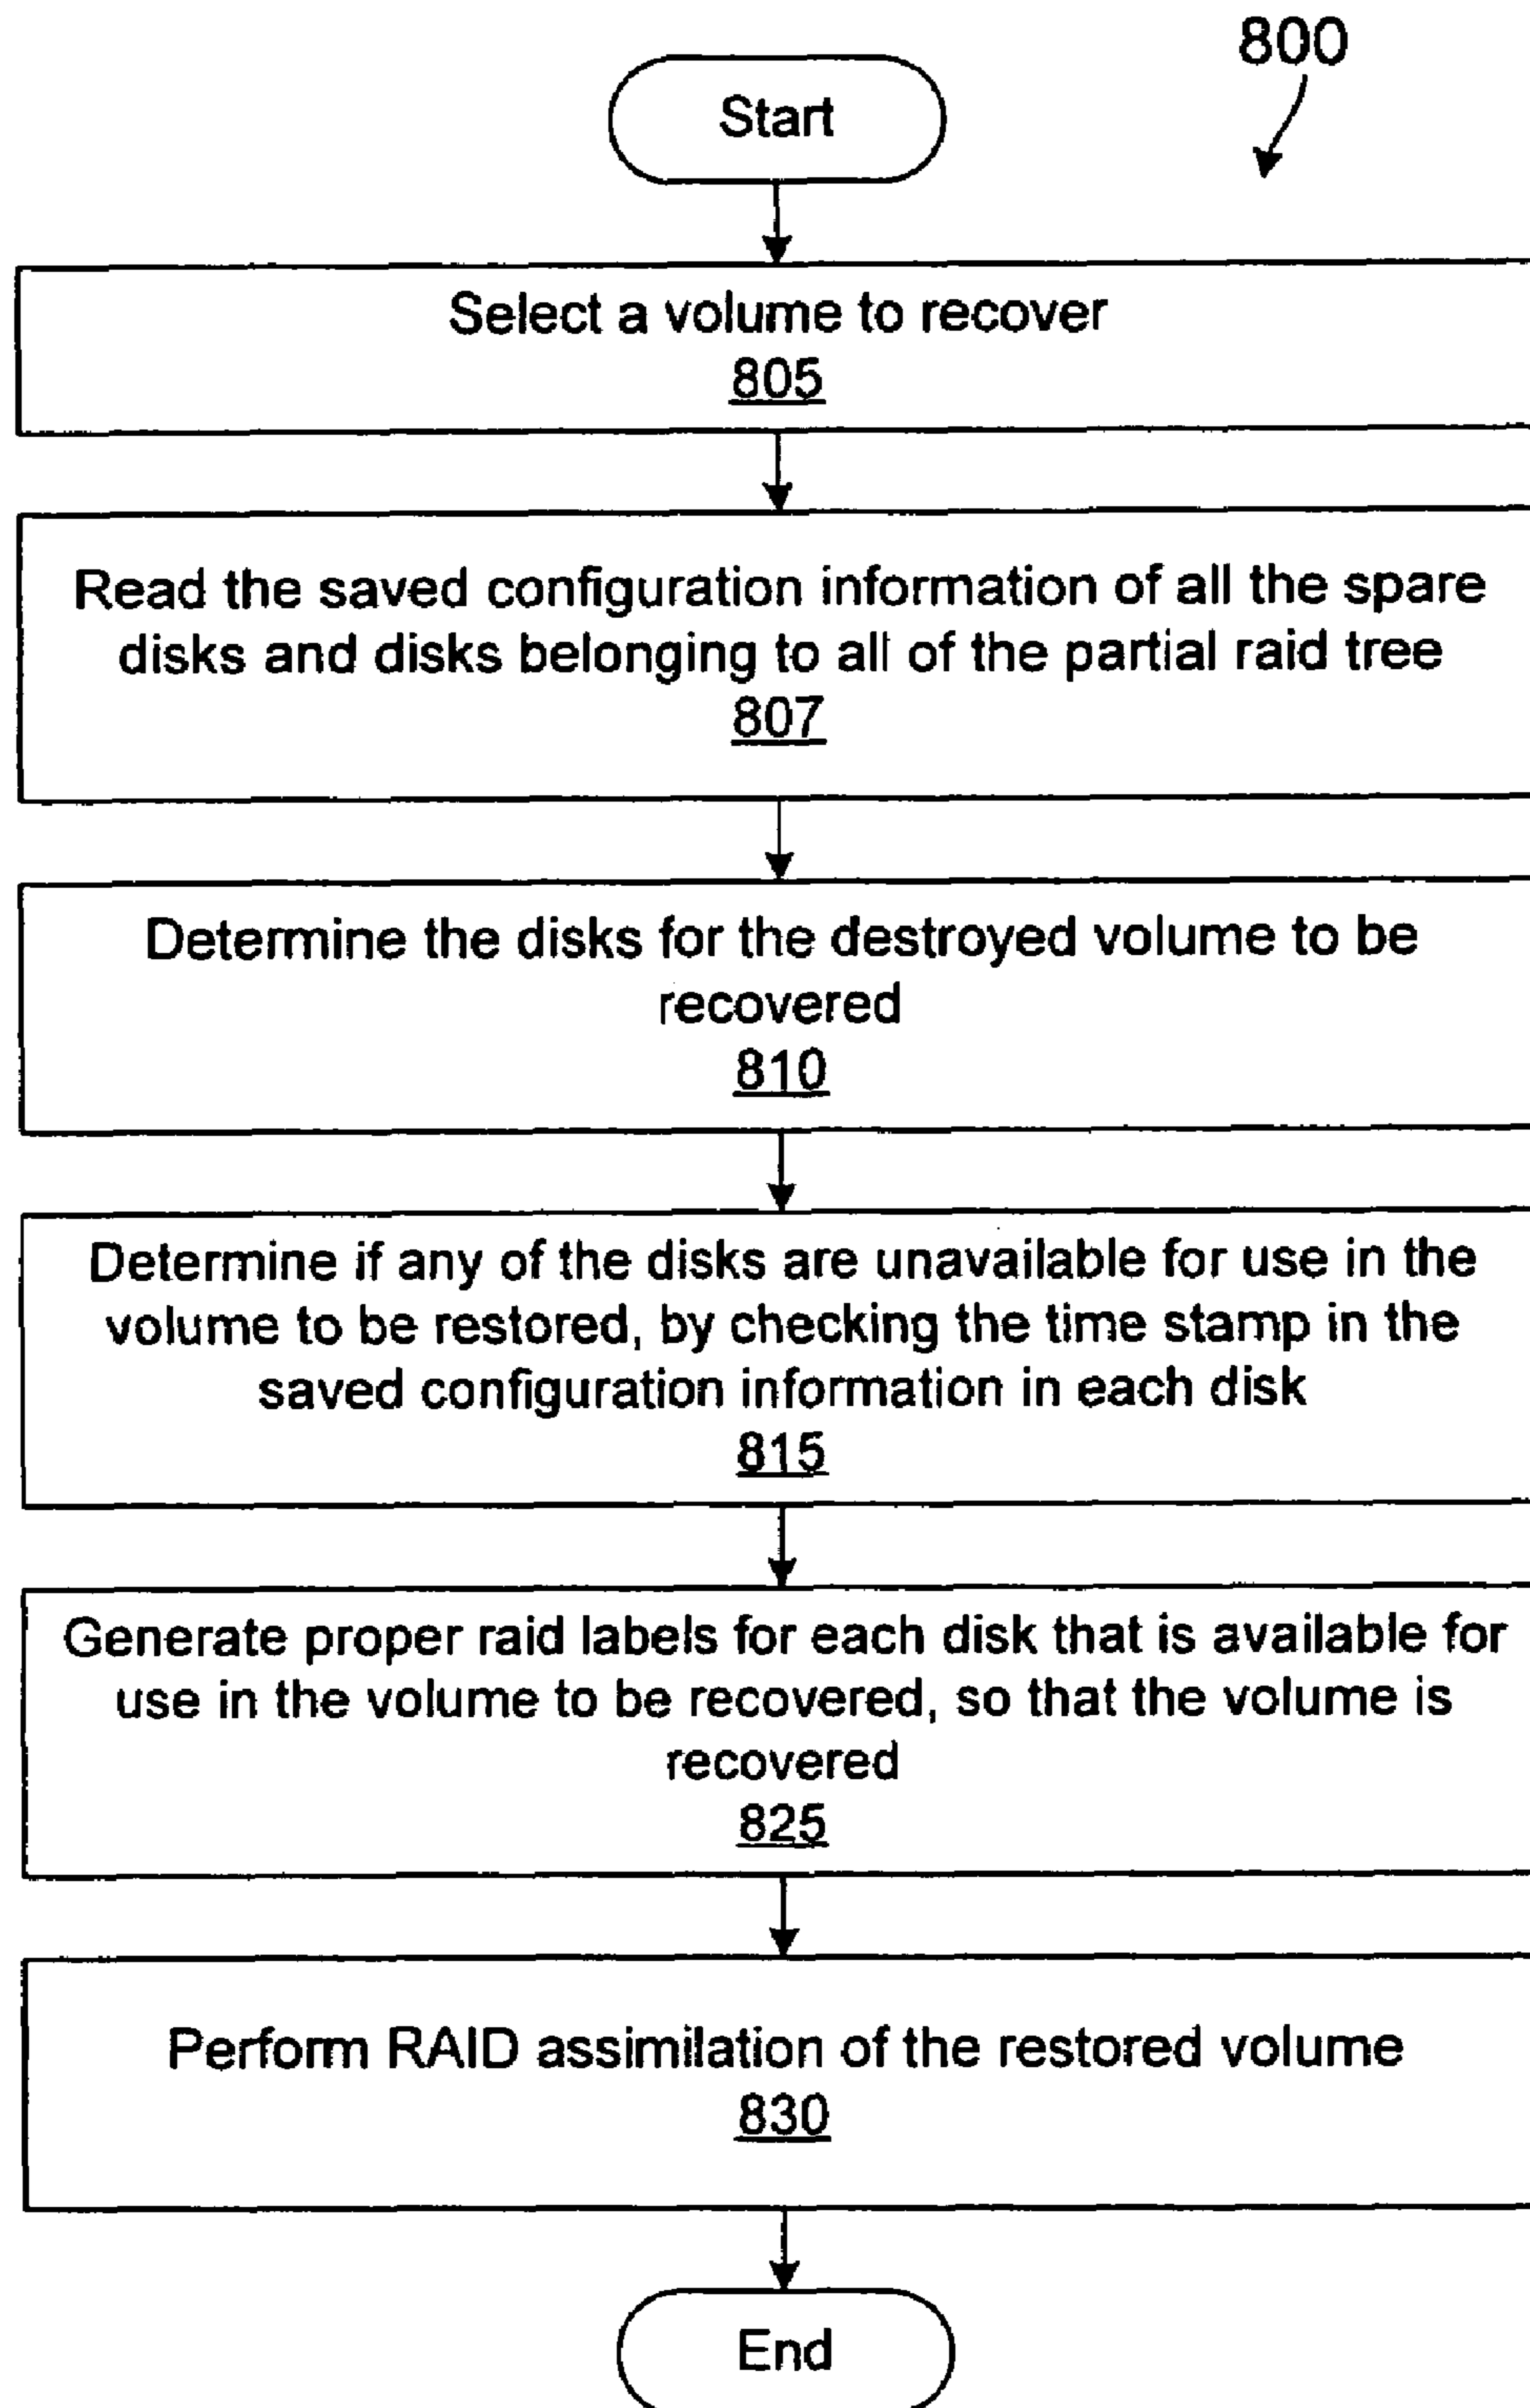 800
Start
Select a volume to recover
805
Read the saved configuration information of all the spare
disks and disks belonging to all of the partial raid tree
807
Determine the disks for the destroyed volume to be
recovered
810
Determine if any of the disks are unavailable for use in the
volume to be restored, by checking the time stamp in the
saved configuration information in each disk
815
Generate proper raid labels for each disk that is available for
use in the volume to be recovered, so that the volume is
recovered
825
Perform RAID assimilation of the restored volume
830
End